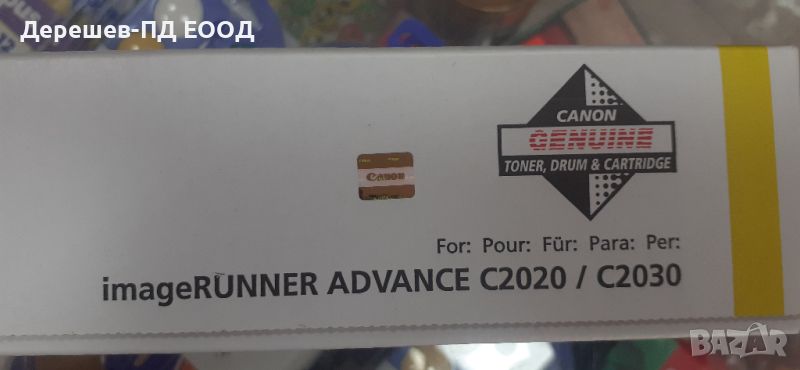 Дерешев-ПД ЕООД
CANON
GENUINE
TONER, DRUM & CARTRIDGE
Canon
For: Pour: Für: Para: Per:
imageRUNNER ADVANCE C2020 / C2030
BAZAR